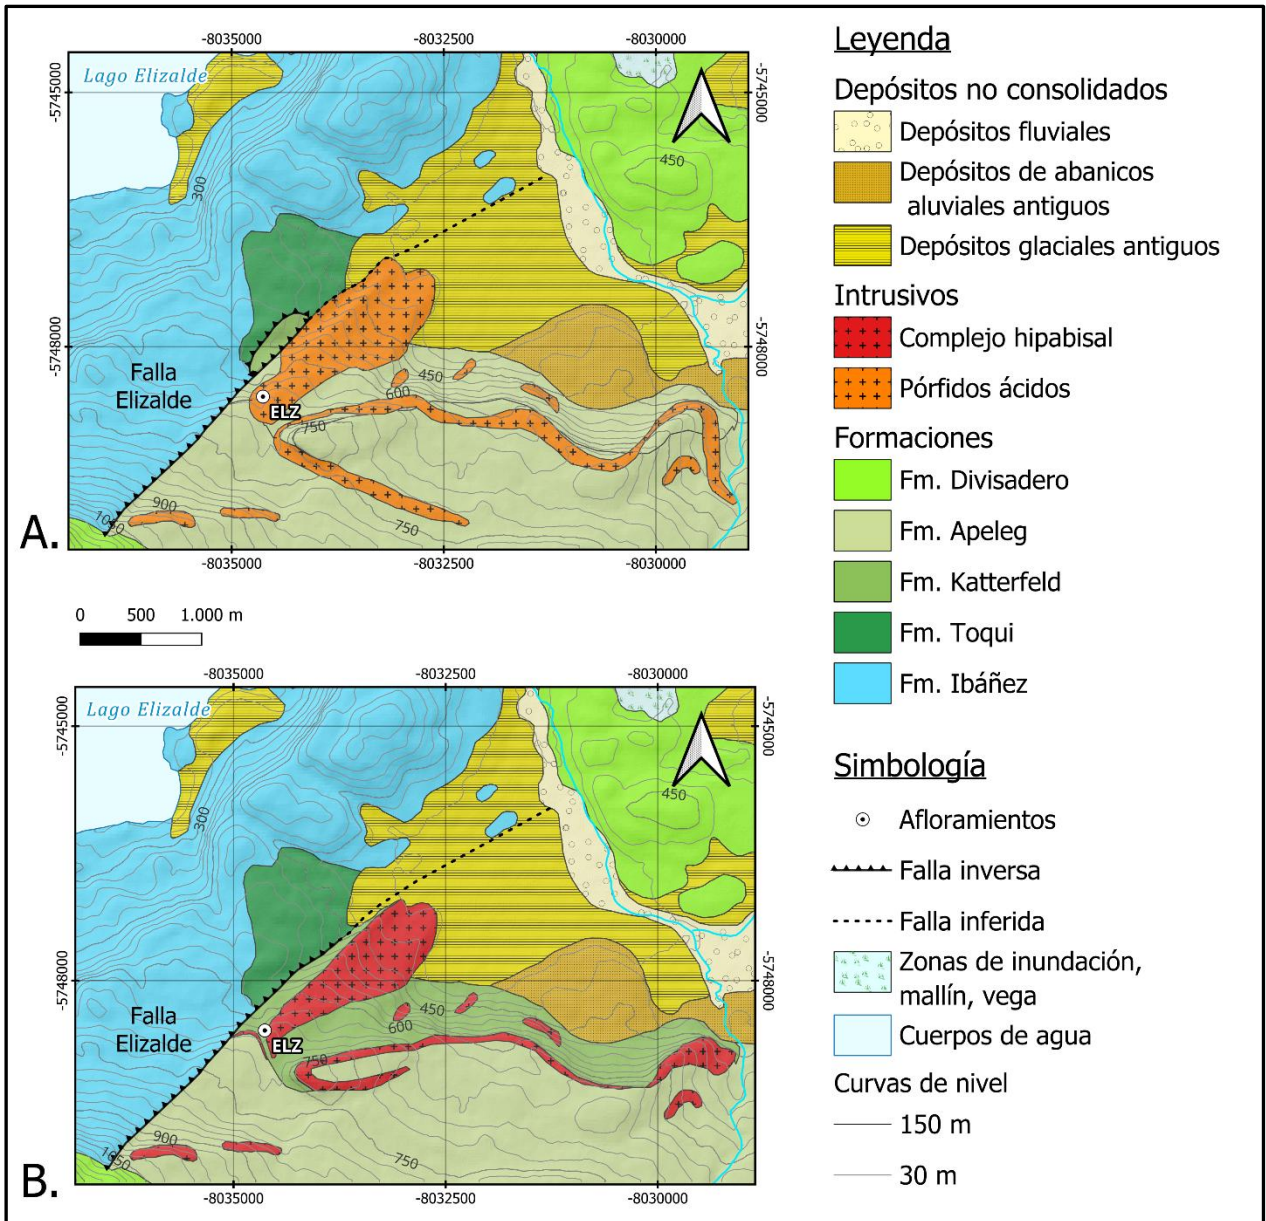 -8035000
-8032500
-8030000
Lago Elizalde
-5745000
-5745000
450
300
-5748000
-5748000
Falla
Elizalde
450
600
ELZ
750
900
1050
750
A.
-8035000
-8032500
-8030000
0
500
1.000 m
-8035000
-8032500
-8030000
Lago Elizalde
-5745000
-5745000
450
300
-5748000
-5748000
Falla
Elizalde
450
600
ELZ
750
900
1050
750
B.
-8035000
-8032500
-8030000
Leyenda
Depósitos no consolidados
Depósitos fluviales
Depósitos de abanicos
aluviales antiguos
Depósitos glaciales antiguos
Intrusivos
Complejo hipabisal
Pórfidos ácidos
Formaciones
Fm. Divisadero
Fm. Apeleg
Fm. Katterfeld
Fm. Toqui
Fm. Ibáñez
Simbología
Afloramientos
Falla inversa
Falla inferida
Zonas de inundación,
mallín, vega
Cuerpos de agua
Curvas de nivel
150 m
30 m